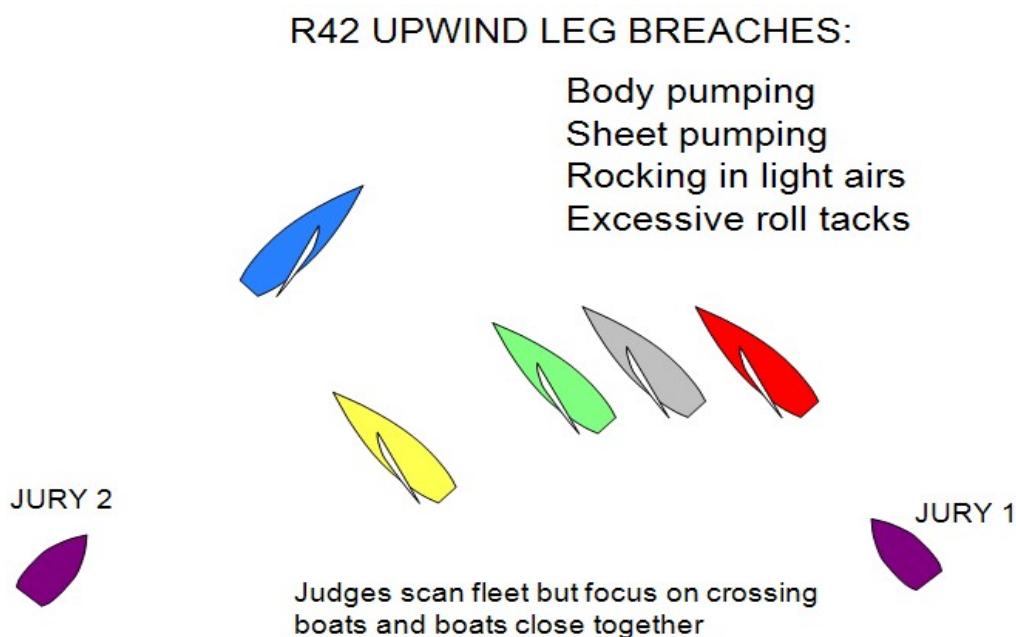 R42 UPWIND LEG BREACHES:
Body pumping
Sheet pumping
Rocking in light airs
Excessive roll tacks
JURY 2
JURY 1
Judges scan fleet but focus on crossing
boats and boats close together